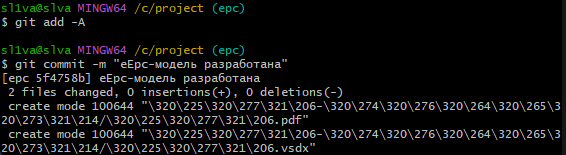 sl1va@slva MINGW64 /c/project (epc)
$ git add -A
sl1va@slva MINGW64 /c/project (epc)
$ git commit -m "eEpc-модель разработана"
[epc 5f4758b] eEpc-модель разработана
 2 files changed, 0 insertions(+), 0 deletions(-)
 create mode 100644 "\320\225\320\277\321\206-\320\274\320\276\320\264\320\265\3
20\273\321\214/\320\225\320\277\321\206.pdf"
 create mode 100644 "\320\225\320\277\321\206-\320\274\320\276\320\264\320\265\3
20\273\321\214/\320\225\320\277\321\206.vsdx"